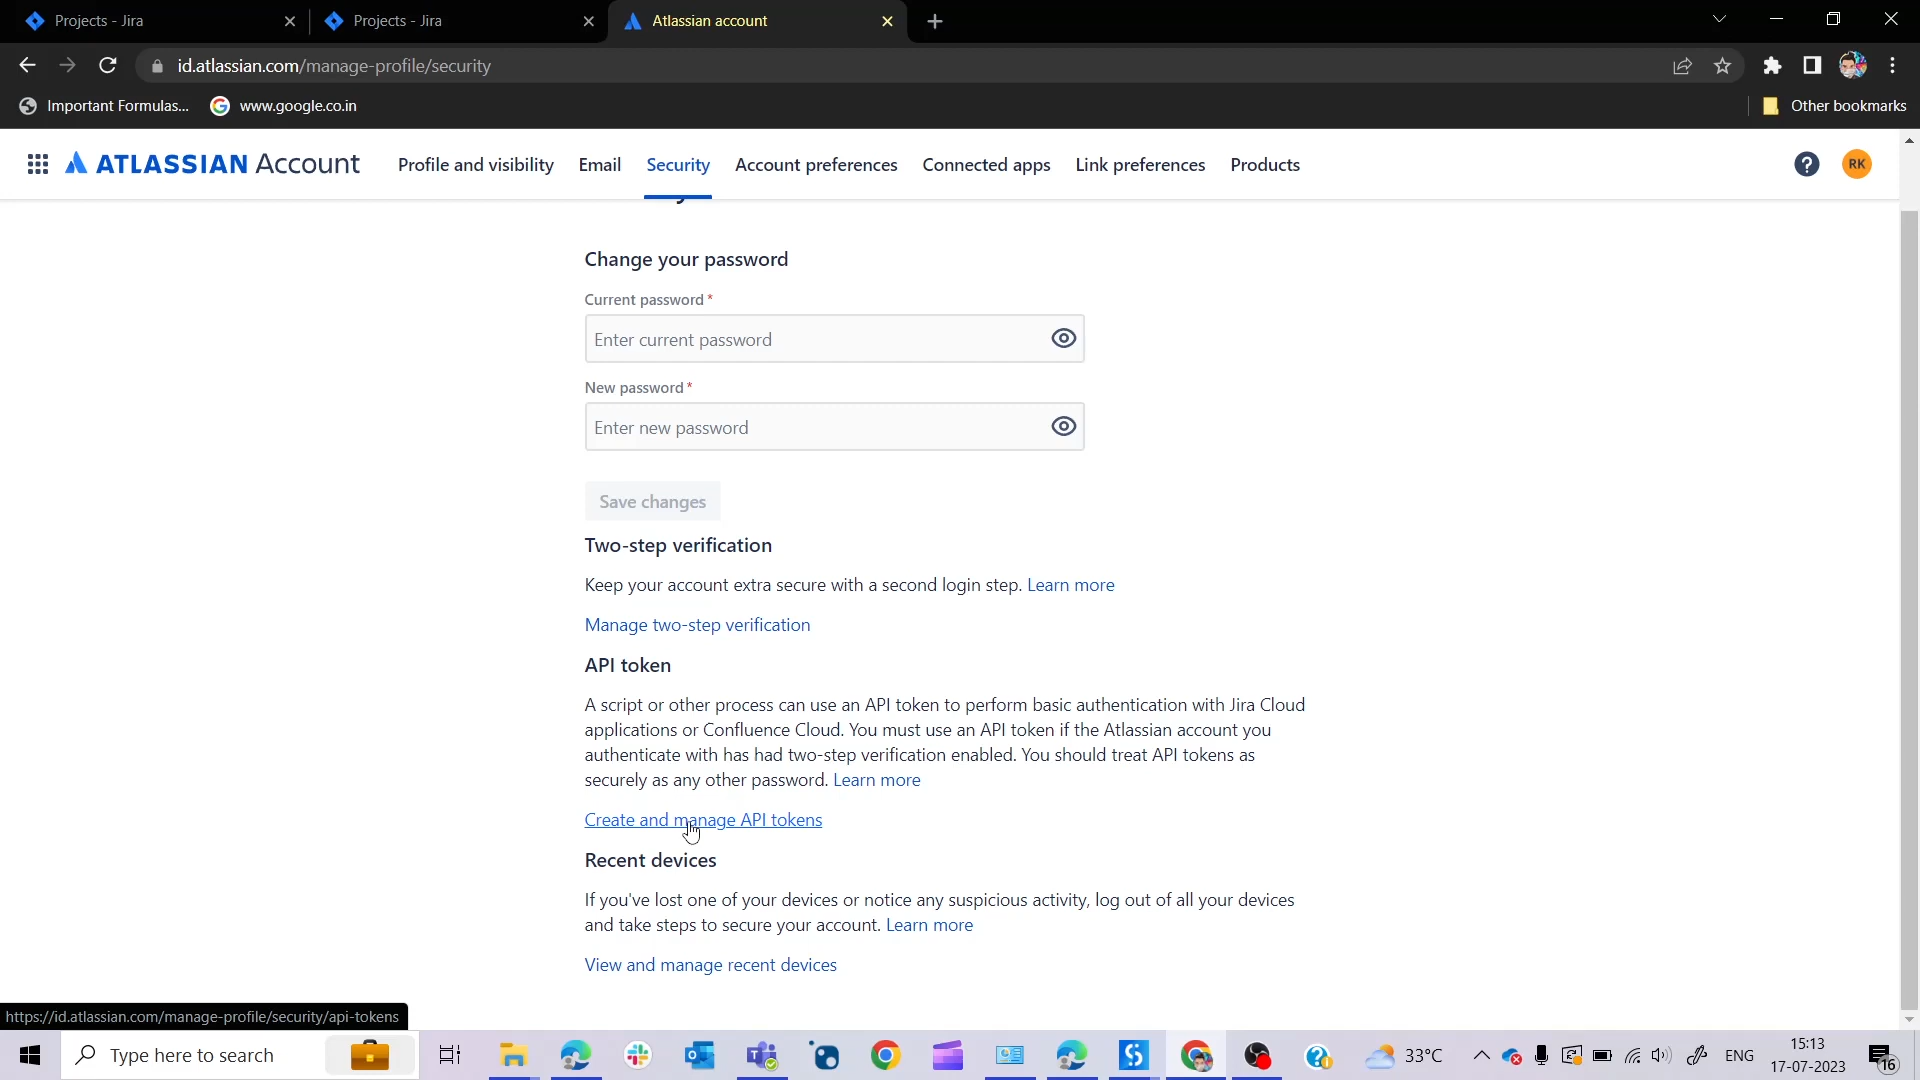 Projects - Jira
Projects - Jira
Atlassian account
id.atlassian.com/manage-profile/security
Important Formulas...
www.google.co.in
Other bookmarks
ATLASSIAN Account
Profile and visibility
Email
Security
Account preferences
Connected apps
Link preferences
Products
RK
Change your password
Current password *
Enter current password
New password *
Enter new password
Save changes
Two-step verification
Keep your account extra secure with a second login step. Learn more
Manage two-step verification
API token
A script or other process can use an API token to perform basic authentication with Jira Cloud
applications or Confluence Cloud. You must use an API token if the Atlassian account you
authenticate with has had two-step verification enabled. You should treat API tokens as
securely as any other password. Learn more
Create and manage API tokens
Recent devices
If you've lost one of your devices or notice any suspicious activity, log out of all your devices
and take steps to secure your account. Learn more
View and manage recent devices
https://id.atlassian.com/manage-profile/security/api-tokens
Type here to search
33°C
ENG
15:13
17-07-2023
16